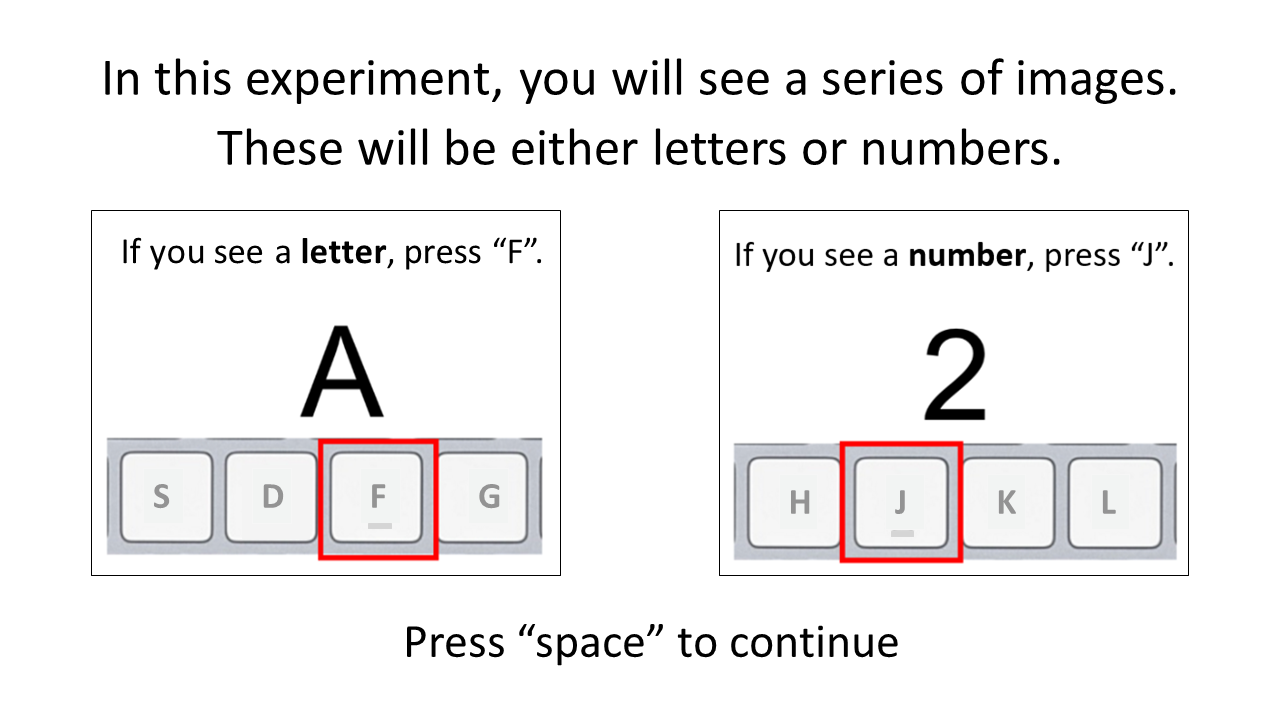 In this experiment, you will see a series of images.
These will be either letters or numbers.
If you see a letter, press “F”.
A
S D F G
If you see a number, press “J”.
2
H J K L
Press “space” to continue